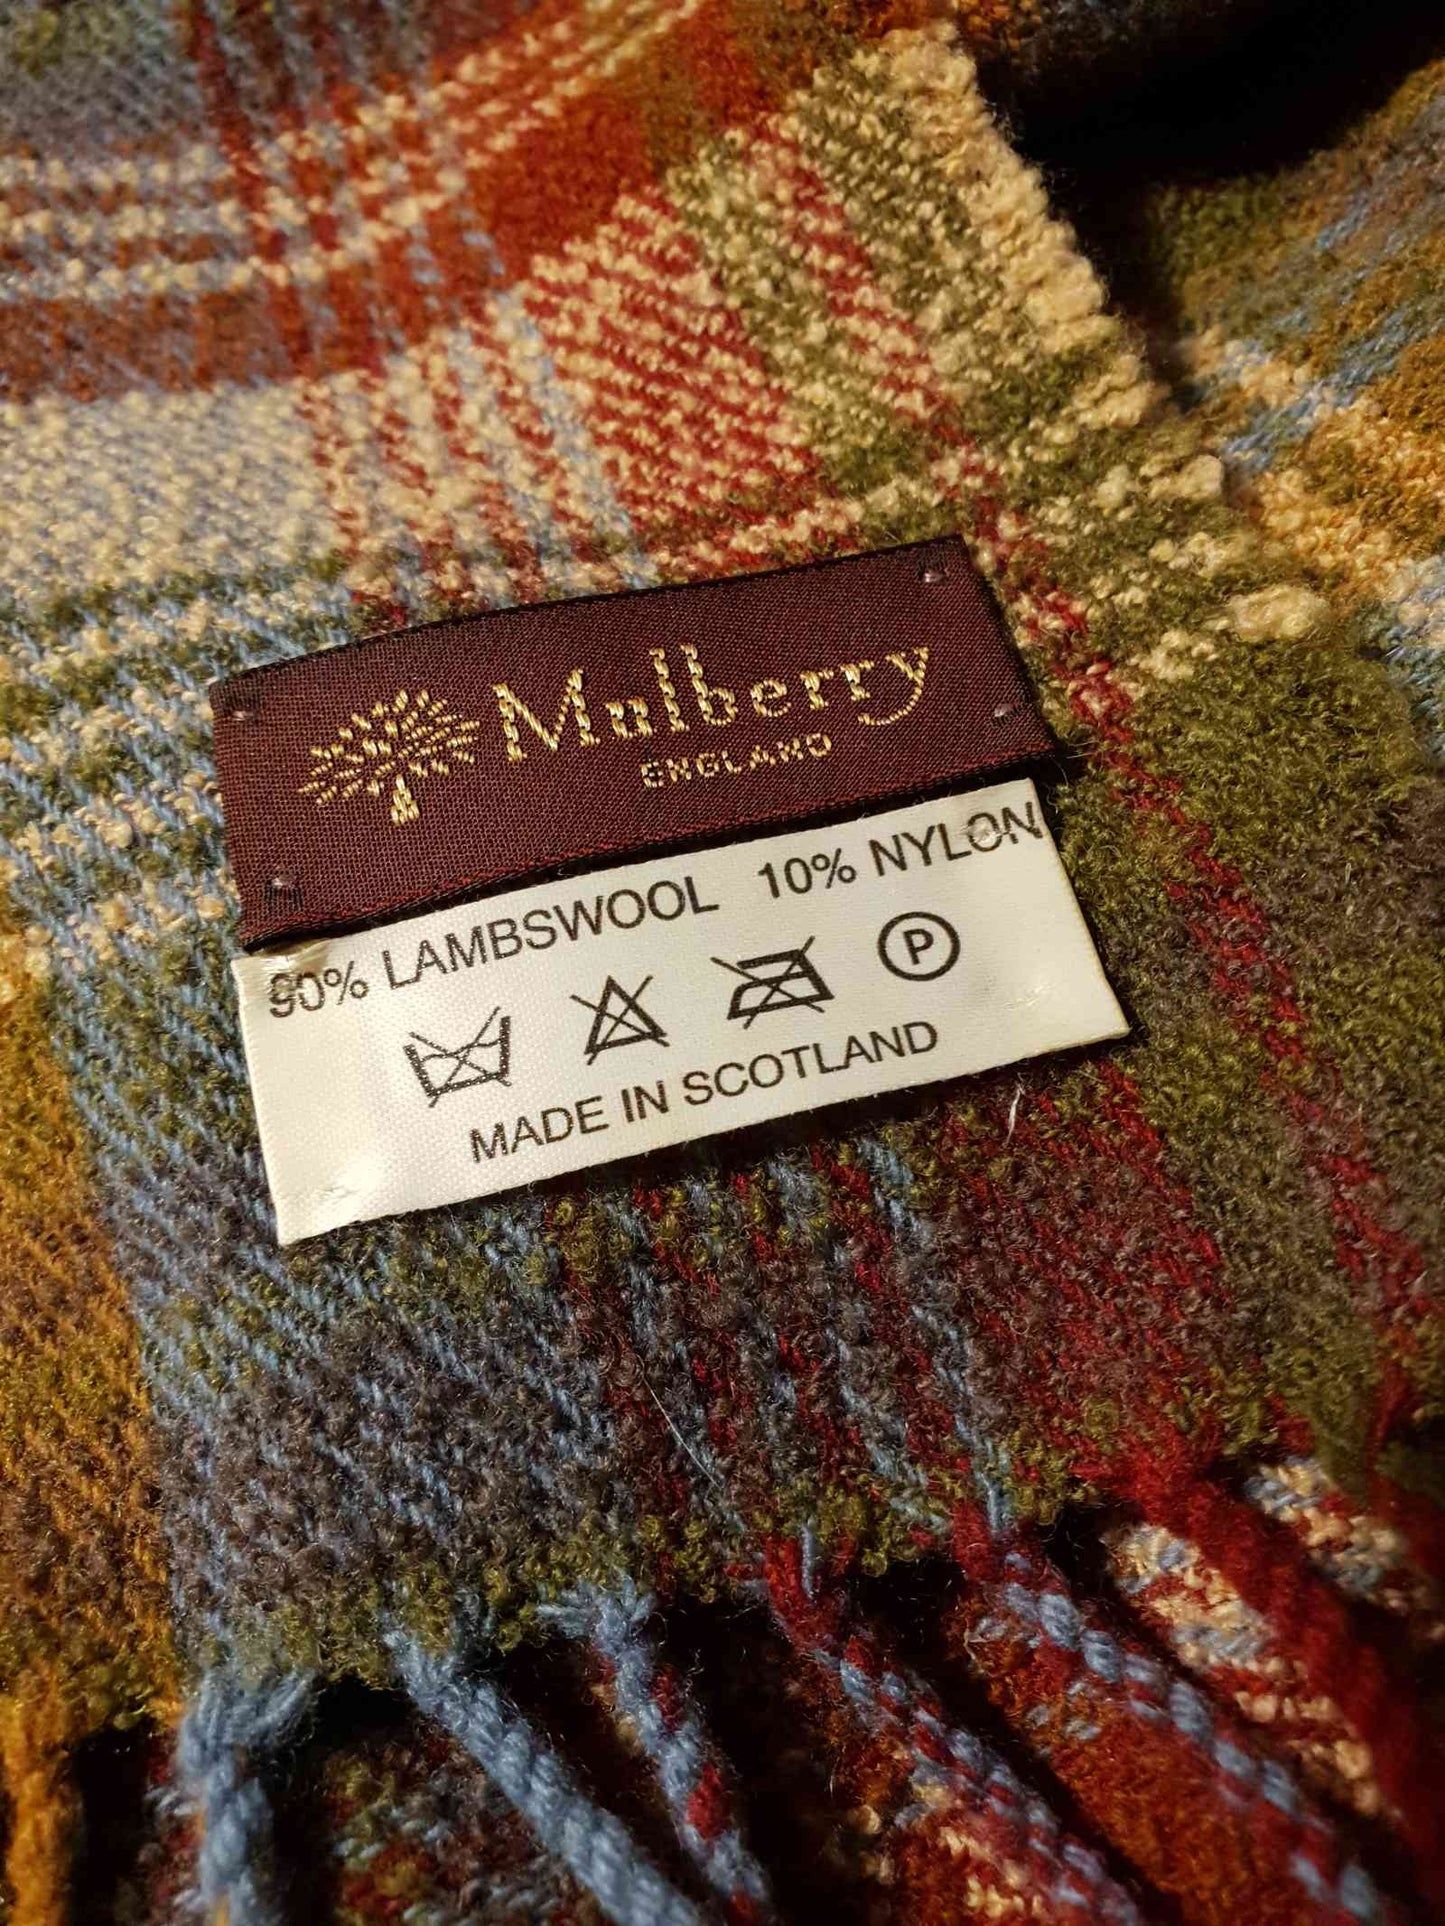 Mulberry
ENGLAND
90% LAMBSWOOL 10% NYLON
P
MADE IN SCOTLAND